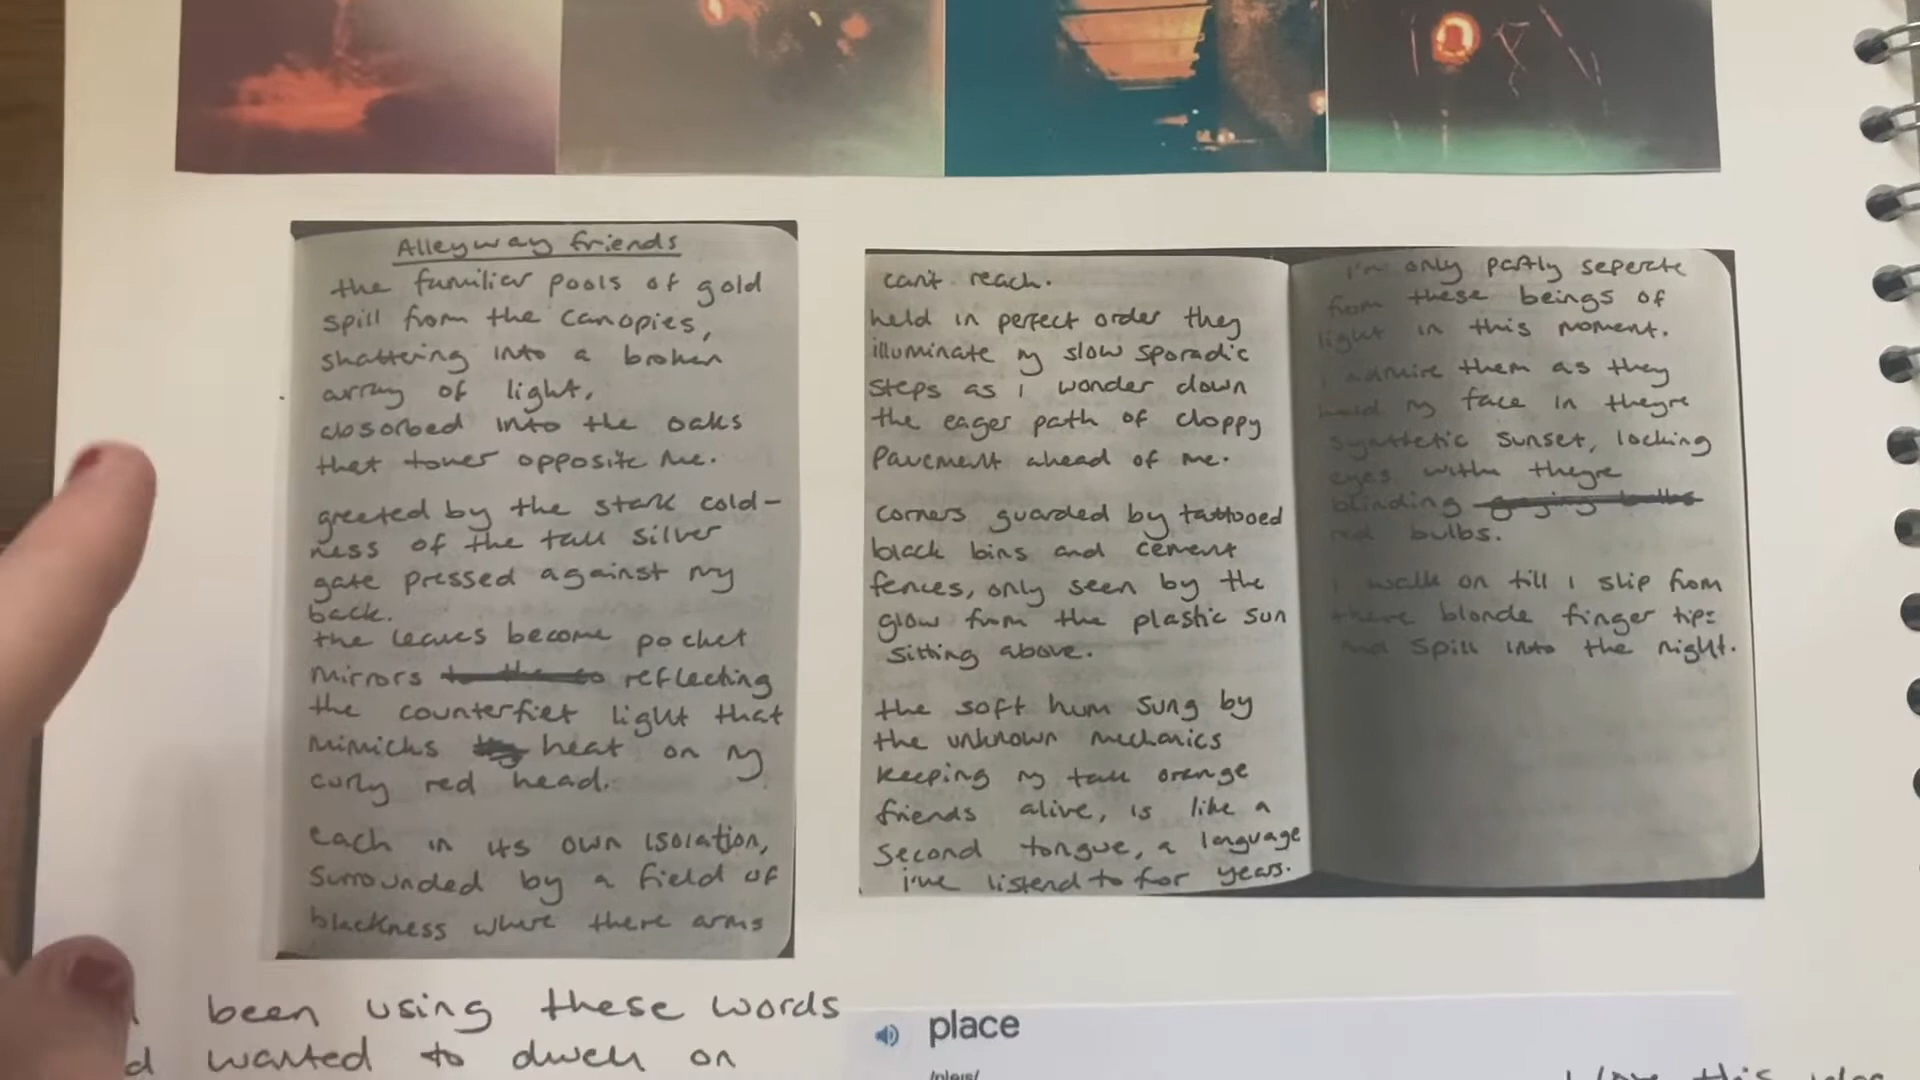 Alleyway friends
the familiar pools of gold
spill from the canopies,
shattering into a broken
array of light,
absorbed into the oaks
that tower opposite me.
greeted by the stark cold-
ness of the tall silver
gate pressed against my
back.
the leaves become pocket
mirrors reflecting
the counterfiet light that
mimicks heat on my
curly red head.
each in its own isolation,
surrounded by a field of
blackness where there arms
can't reach.
held in perfect order they
illuminate my slow sporadic
steps as i wonder down
the eager path of cloppy
pavement ahead of me.
corners guarded by tattooed
black bins and cement
fences, only seen by the
glow from the plastic sun
sitting above.
the soft hum sung by
the unknown mechanics
keeping my tall orange
friends alive, is like a
second tongue, a language
i've listend to for years.
i'm only partly seperate
from these beings of
light in this moment.
i admire them as they
hold my face in theyre
synthetic sunset, locking
eyes with theyre
blinding
red bulbs.
i walk on till i slip from
there blonde finger tips
and spill into the night.
been using these words
wanted to dwell on
place
/pleɪs/
I love this